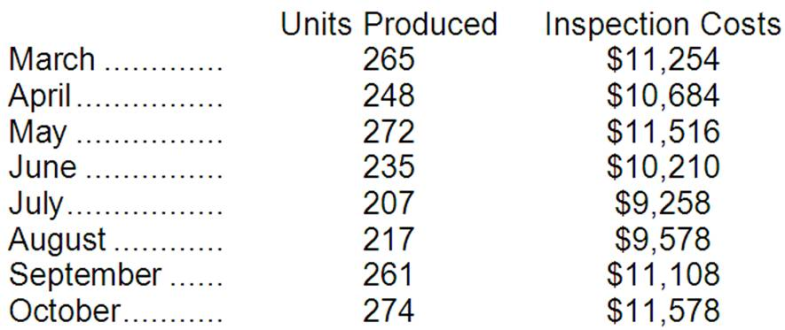 Units Produced Inspection Costs
March ............. 265 $11,254
April................ 248 $10,684
May ................ 272 $11,516
June ............... 235 $10,210
July................. 207 $9,258
August ............ 217 $9,578
September ...... 261 $11,108
October........... 274 $11,578